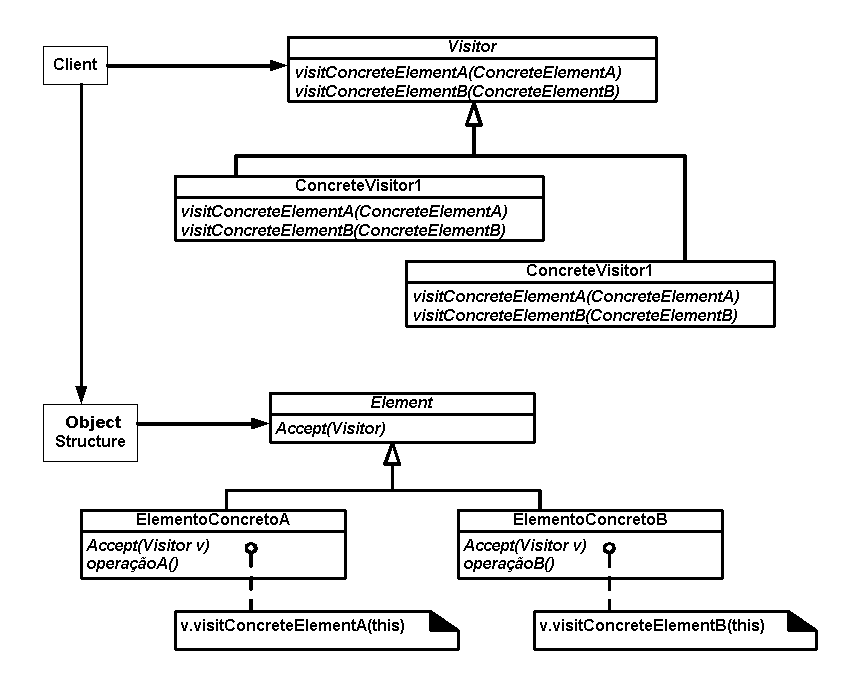 Visitor
Client
visitConcreteElementA(ConcreteElementA)
visitConcreteElementB(ConcreteElementB)
ConcreteVisitor1
visitConcreteElementA(ConcreteElementA)
visitConcreteElementB(ConcreteElementB)
ConcreteVisitor1
visitConcreteElementA(ConcreteElementA)
visitConcreteElementB(ConcreteElementB)
Object
Structure
Element
Accept(Visitor)
ElementoConcretoA
Accept(Visitor v)
operaçãoA()
ElementoConcretoB
Accept(Visitor v)
operaçãoB()
v.visitConcreteElementA(this)
v.visitConcreteElementB(this)